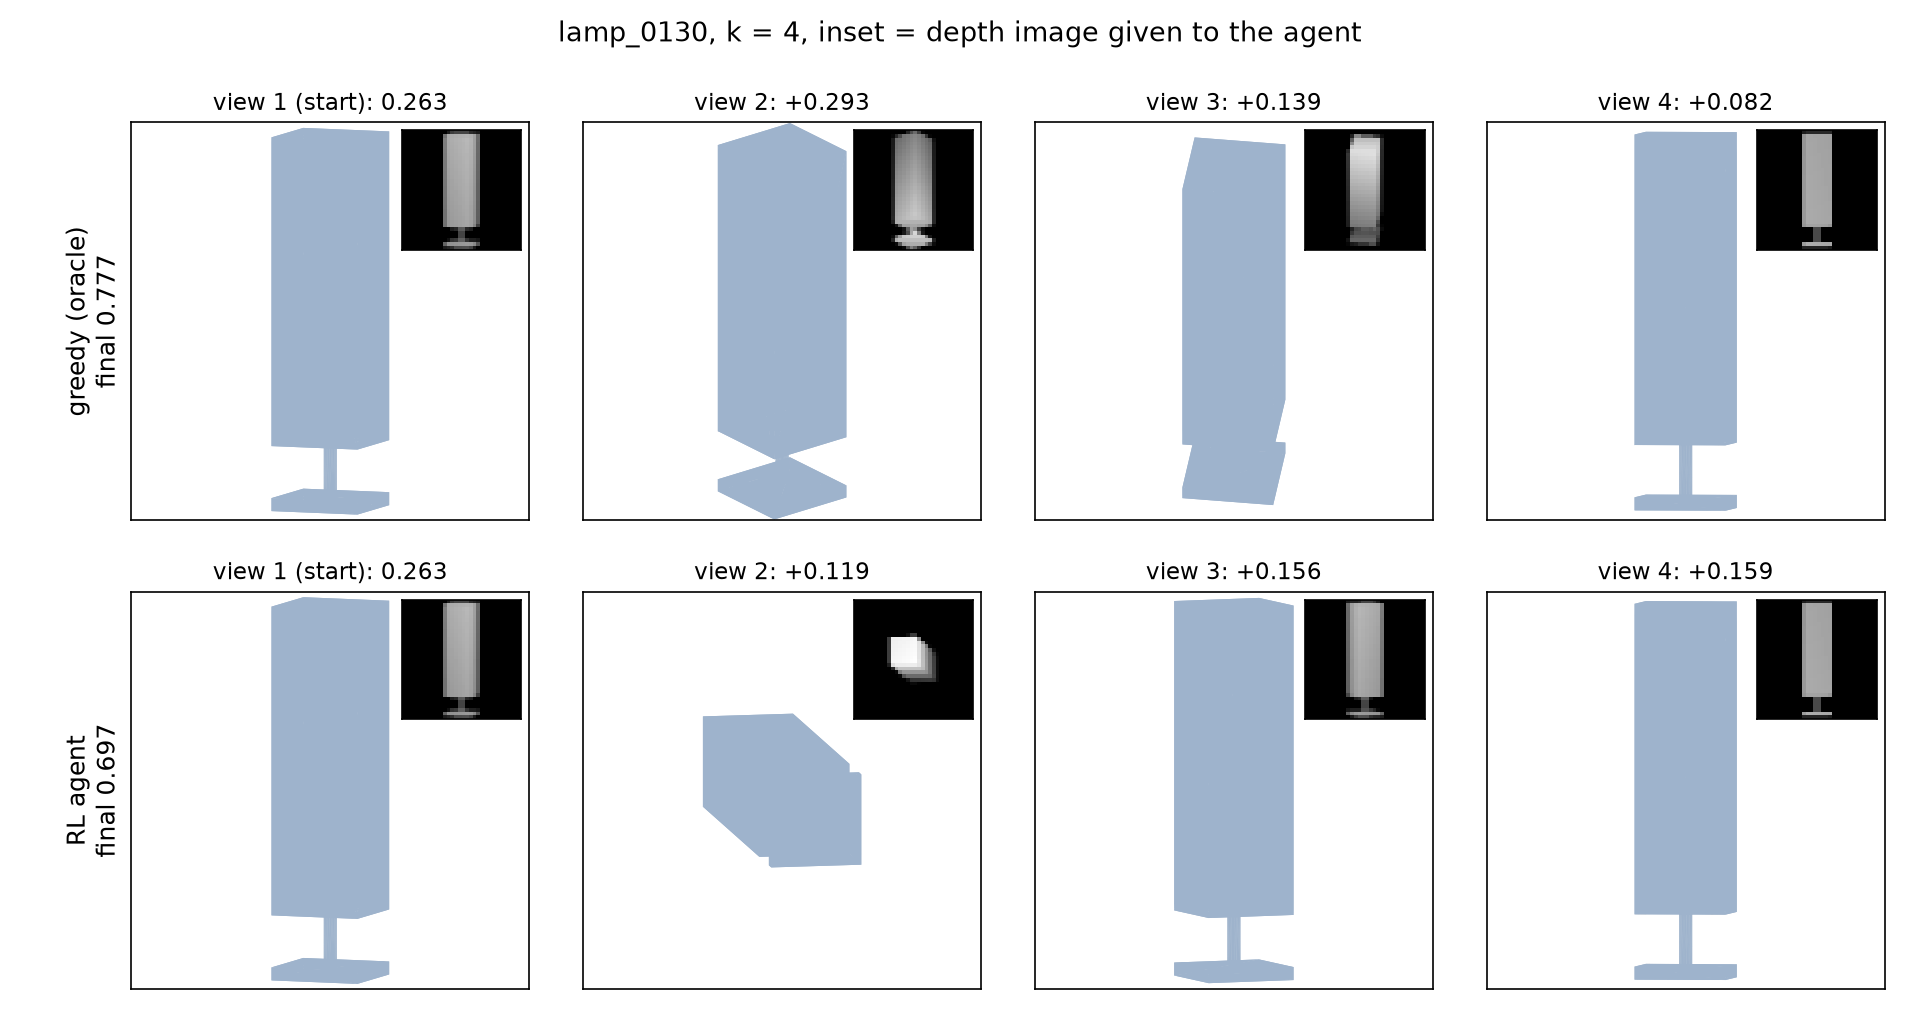 lamp_0130, k = 4, inset = depth image given to the agent
greedy (oracle)
final 0.777
view 1 (start): 0.263
view 2: +0.293
view 3: +0.139
view 4: +0.082
RL agent
final 0.697
view 1 (start): 0.263
view 2: +0.119
view 3: +0.156
view 4: +0.159